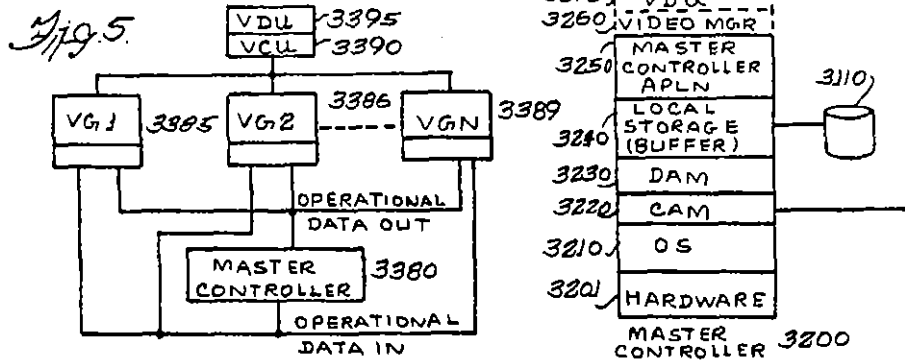 Fig. 5.
VDU 3395
VCU 3390
VG1 3385
VG2 3386
VGN 3389
OPERATIONAL
DATA OUT
MASTER
CONTROLLER
3380
OPERATIONAL
DATA IN
VDU
3260 VIDEO MGR
3250 MASTER
CONTROLLER
APLN
3240 LOCAL
STORAGE
(BUFFER)
3110
3230 DAM
3220 CAM
3210 OS
3201 HARDWARE
MASTER
CONTROLLER 3200